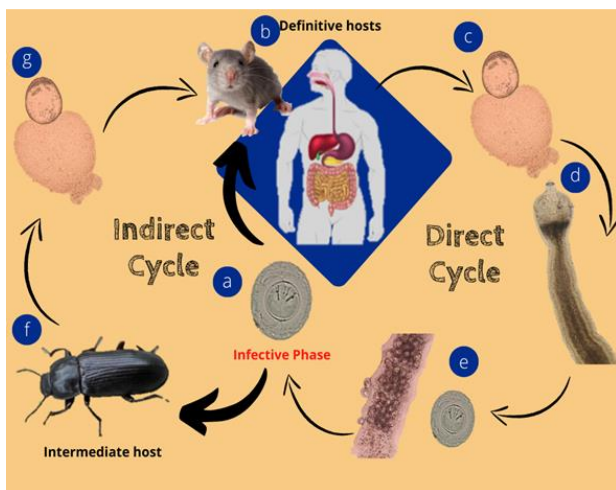 b
Definitive hosts
c
g
d
Indirect
Cycle
Direct
Cycle
a
Infective Phase
f
e
Intermediate host